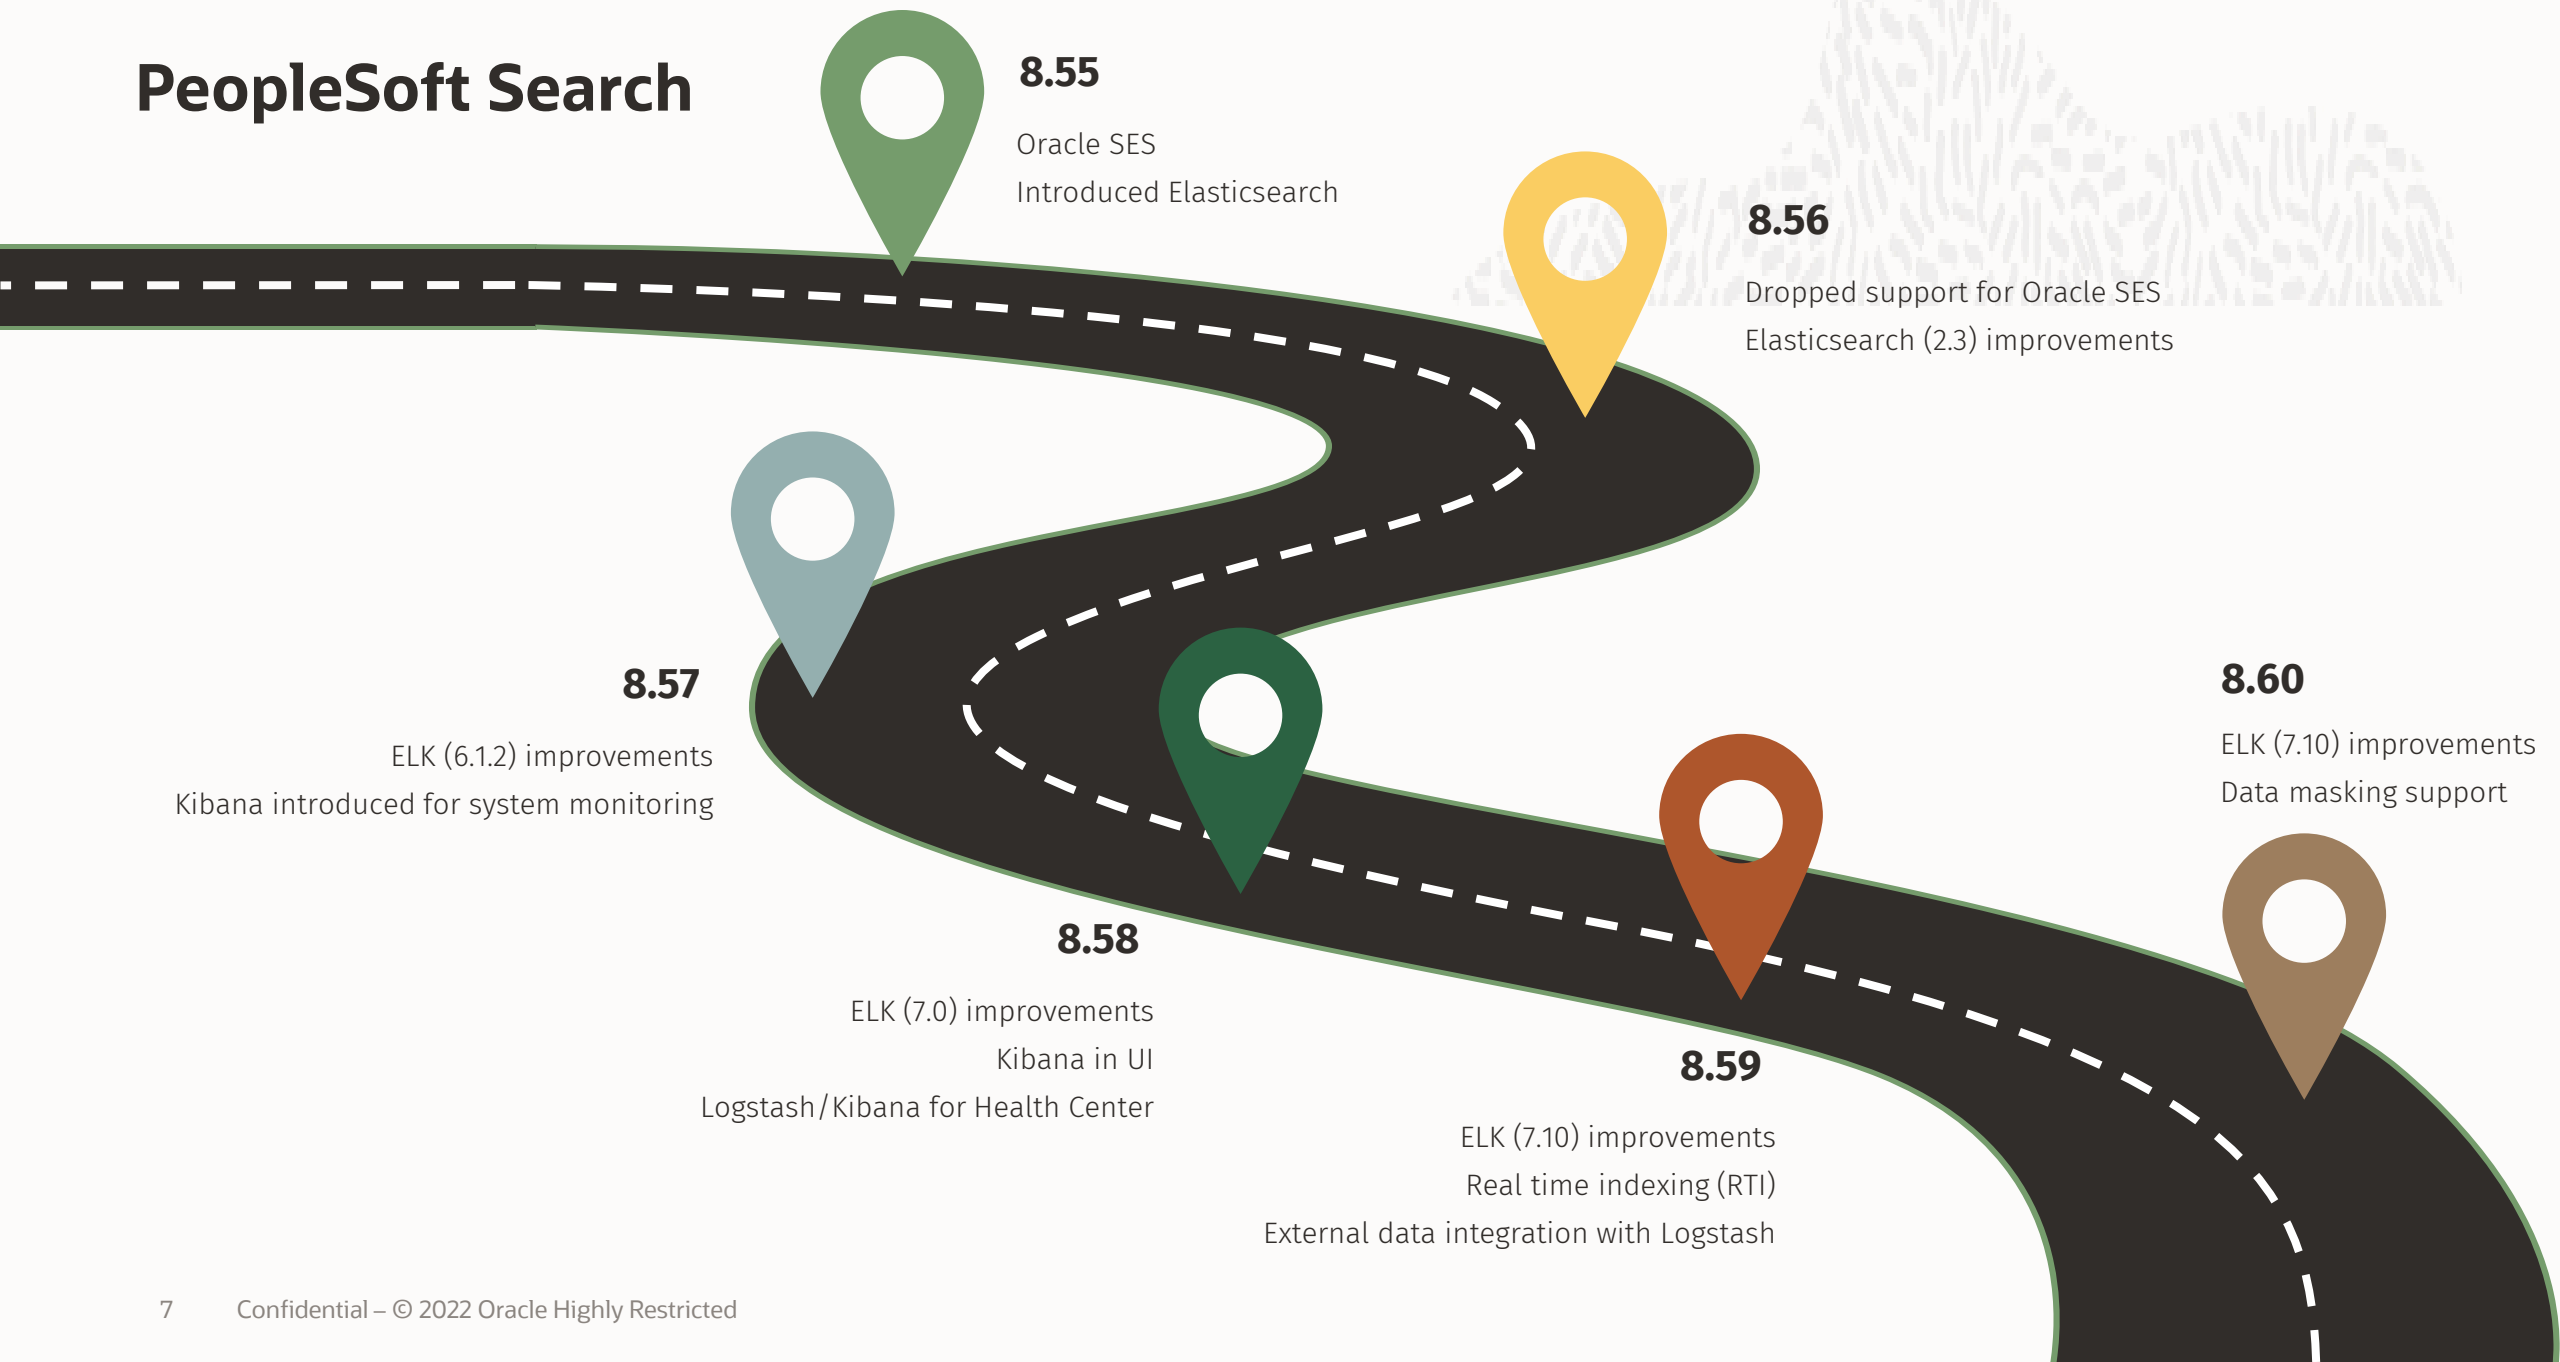 PeopleSoft Search
8.55
Oracle SES
Introduced Elasticsearch
8.56
Dropped support for Oracle SES
Elasticsearch (2.3) improvements
8.57
ELK (6.1.2) improvements
Kibana introduced for system monitoring
8.58
ELK (7.0) improvements
Kibana in UI
Logstash/Kibana for Health Center
8.59
ELK (7.10) improvements
Real time indexing (RTI)
External data integration with Logstash
8.60
ELK (7.10) improvements
Data masking support
7 Confidential – © 2022 Oracle Highly Restricted